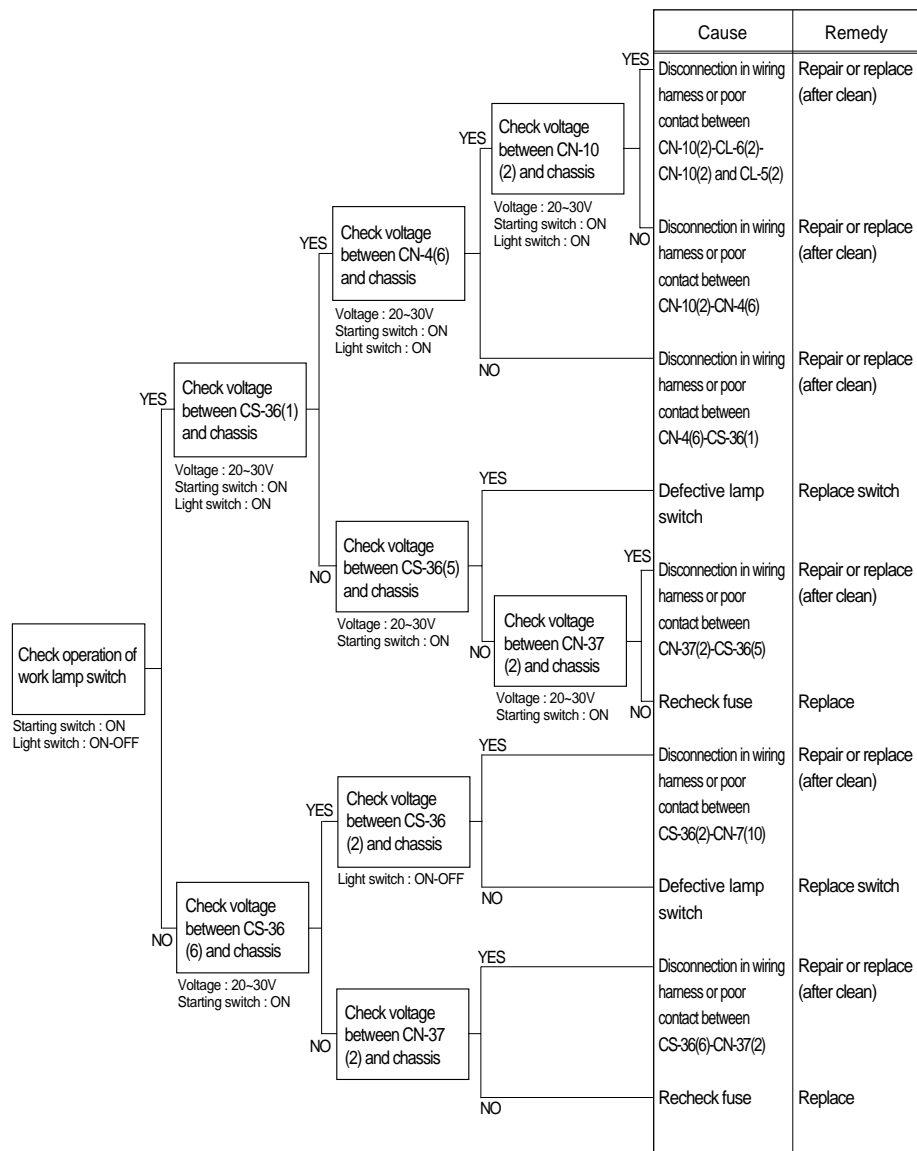 Cause Remedy
YES
Disconnection in wiring
harness or poor
contact between
CN-10(2)-CL-6(2)-
CN-10(2) and CL-5(2)
Repair or replace
(after clean)
YES
Check voltage
between CN-10
(2) and chassis
Voltage : 20~30V
Starting switch : ON
Light switch : ON
NO
Disconnection in wiring
harness or poor
contact between
CN-10(2)-CN-4(6)
Repair or replace
(after clean)
YES
Check voltage
between CN-4(6)
and chassis
Voltage : 20~30V
Starting switch : ON
Light switch : ON
NO
Disconnection in wiring
harness or poor
contact between
CN-4(6)-CS-36(1)
Repair or replace
(after clean)
YES
Check voltage
between CS-36(1)
and chassis
Voltage : 20~30V
Starting switch : ON
Light switch : ON
YES
Defective lamp
switch
Replace switch
NO
Check voltage
between CS-36(5)
and chassis
Voltage : 20~30V
Starting switch : ON
YES
Disconnection in wiring
harness or poor
contact between
CN-37(2)-CS-36(5)
Repair or replace
(after clean)
NO
Check voltage
between CN-37
(2) and chassis
Voltage : 20~30V
Starting switch : ON
NO
Recheck fuse
Replace
Check operation of
work lamp switch
Starting switch : ON
Light switch : ON-OFF
YES
Disconnection in wiring
harness or poor
contact between
CS-36(2)-CN-7(10)
Repair or replace
(after clean)
YES
Check voltage
between CS-36
(2) and chassis
Light switch : ON-OFF
NO
Defective lamp
switch
Replace switch
NO
Check voltage
between CS-36
(6) and chassis
Voltage : 20~30V
Starting switch : ON
YES
Disconnection in wiring
harness or poor
contact between
CS-36(6)-CN-37(2)
Repair or replace
(after clean)
NO
Check voltage
between CN-37
(2) and chassis
NO
Recheck fuse
Replace